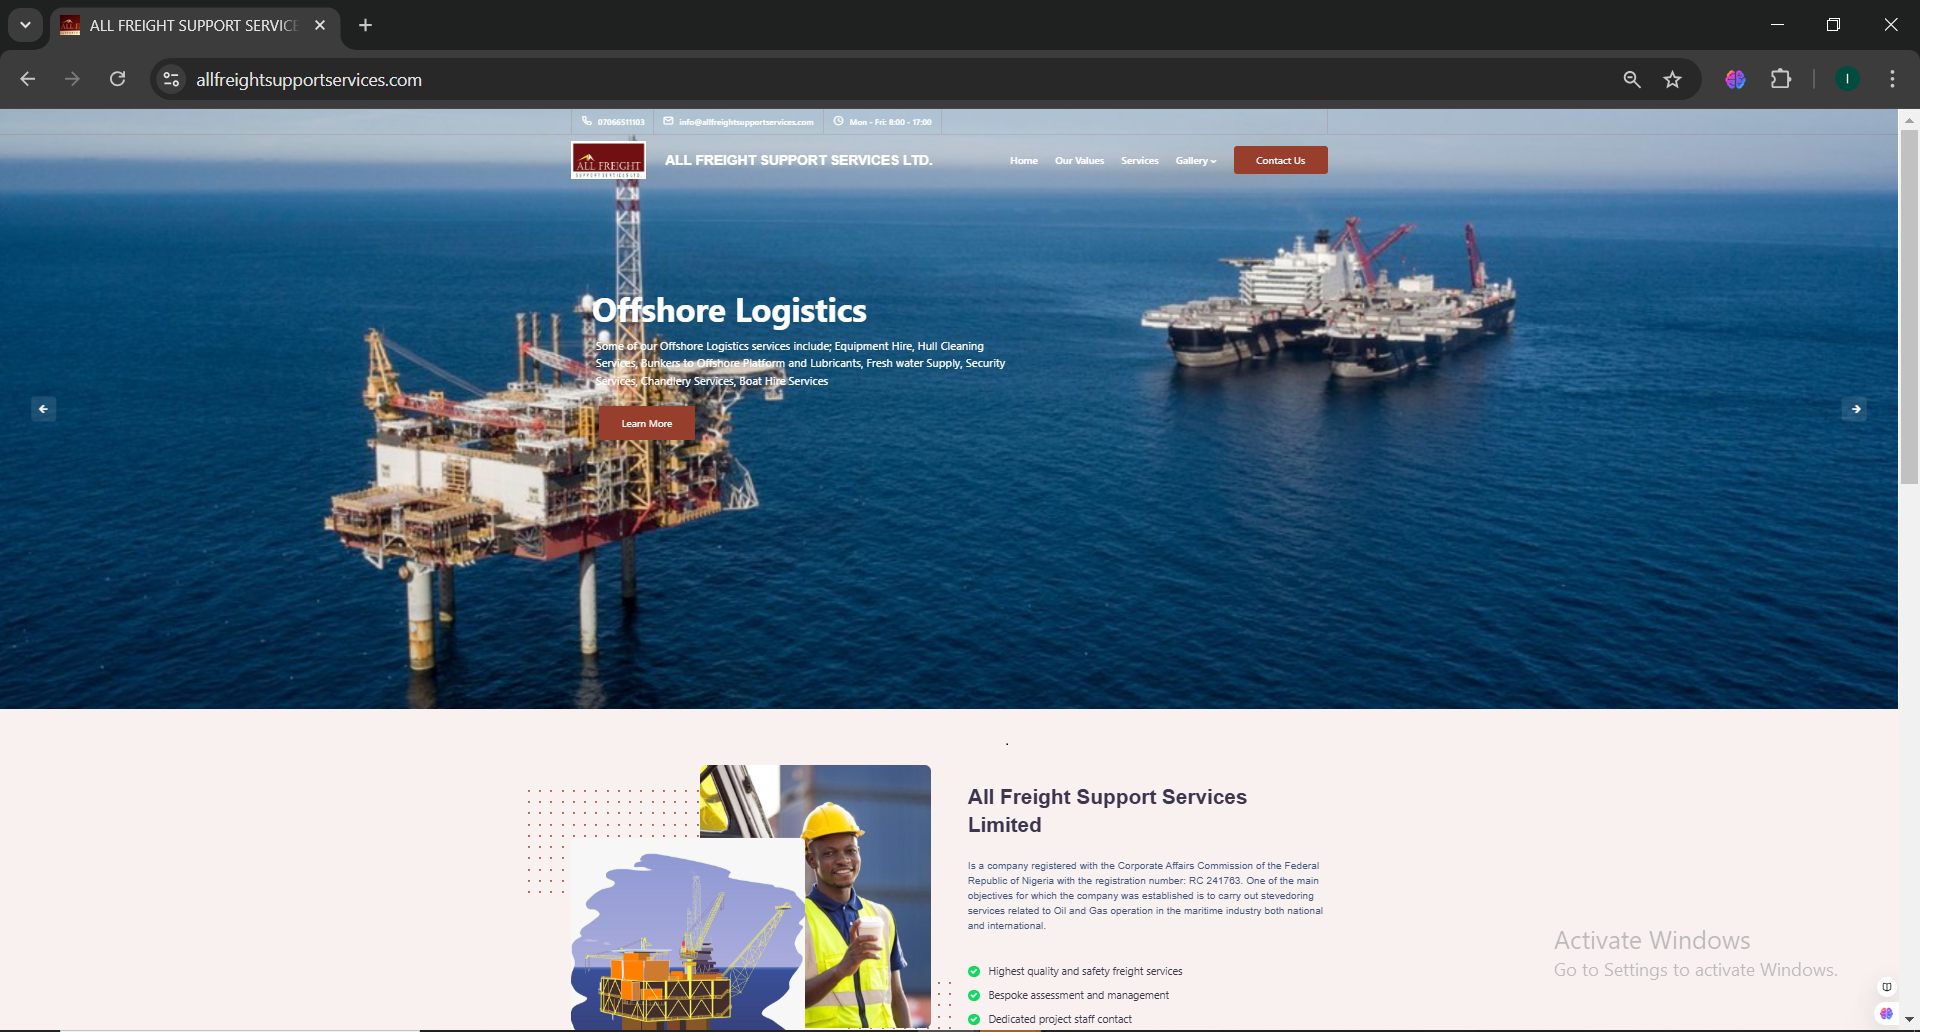 ALL FREIGHT SUPPORT SERVICE
allfreightsupportservices.com
I
07066511103
info@allfreightsupportservices.com
Mon - Fri: 8:00 - 17:00
ALL FREIGHT
SUPPORT SERVICES LTD.
ALL FREIGHT SUPPORT SERVICES LTD.
Home
Our Values
Services
Gallery
Contact Us
Offshore Logistics
Some of our Offshore Logistics services include; Equipment Hire, Hull Cleaning
Services, Bunkers to Offshore Platform and Lubricants, Fresh water Supply, Security
Services, Chandlery Services, Boat Hire Services
Learn More
.
All Freight Support Services
Limited
Is a company registered with the Corporate Affairs Commission of the Federal
Republic of Nigeria with the registration number: RC 241763. One of the main
objectives for which the company was established is to carry out stevedoring
services related to Oil and Gas operation in the maritime industry both national
and international.
Highest quality and safety freight services
Bespoke assessment and management
Dedicated project staff contact
Activate Windows
Go to Settings to activate Windows.